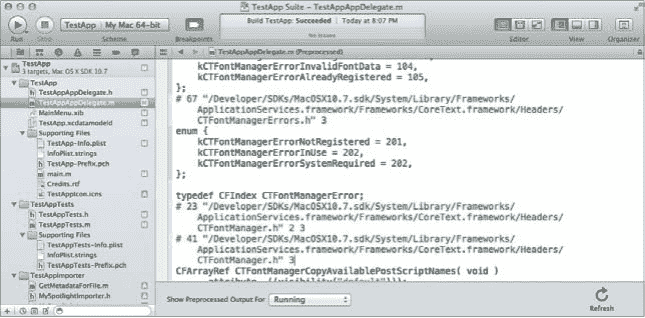 TestApp Suite — TestAppAppDelegate.m
TestApp
My Mac 64-bit
Build TestApp: Succeeded | Today at 8:07 PM
No Issues
Run
Stop
Scheme
Editor
View
Organizer
TestAppAppDelegate.m (Preprocessed)
TestApp
3 targets, Mac OS X SDK 10.7
TestApp
TestAppAppDelegate.h
TestAppAppDelegate.m
MainMenu.xib
TestApp.xcdatamodeld
Supporting Files
TestApp-Info.plist
InfoPlist.strings
TestApp-Prefix.pch
main.m
Credits.rtf
TestAppIcon.icns
TestAppTests
TestAppTests.h
TestAppTests.m
Supporting Files
TestAppTests-Info.plist
InfoPlist.strings
TestAppTests-Prefix.pch
TestAppImporter
GetMetadataForFile.m
MySpotlightImporter.h
kCTFontManagerErrorInvalidFontData = 104,
kCTFontManagerErrorAlreadyRegistered = 105,
};
# 67 "/Developer/SDKs/MacOSX10.7.sdk/System/Library/Frameworks/
ApplicationServices.framework/Frameworks/CoreText.framework/Headers/
CTFontManagerErrors.h" 3
enum {
kCTFontManagerErrorNotRegistered = 201,
kCTFontManagerErrorInUse = 202,
kCTFontManagerErrorSystemRequired = 202,
};
typedef CFIndex CTFontManagerError;
# 23 "/Developer/SDKs/MacOSX10.7.sdk/System/Library/Frameworks/
ApplicationServices.framework/Frameworks/CoreText.framework/Headers/
CTFontManager.h" 2 3
# 41 "/Developer/SDKs/MacOSX10.7.sdk/System/Library/Frameworks/
ApplicationServices.framework/Frameworks/CoreText.framework/Headers/
CTFontManager.h" 3
CFArrayRef CTFontManagerCopyAvailablePostScriptNames( void )
Show Preprocessed Output For
Running
Refresh